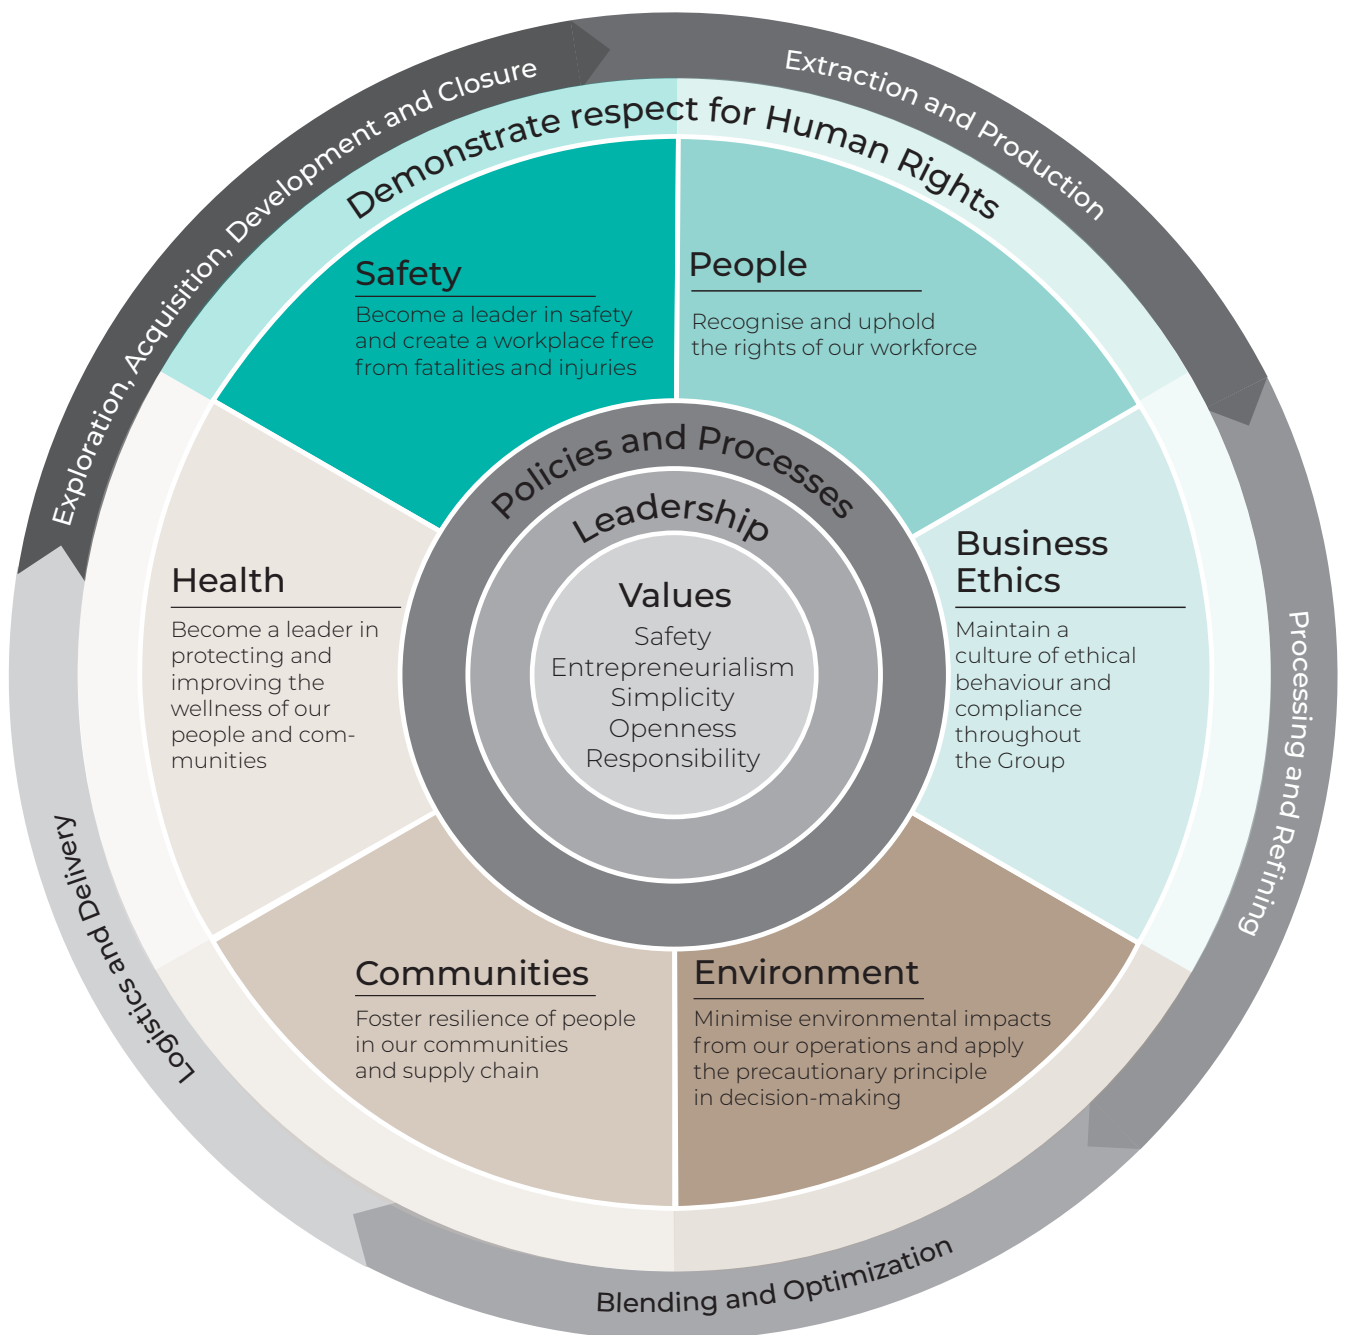 Exploration, Acquisition, Development and Closure
Extraction and Production
Processing and Refining
Blending and Optimization
Logistics and Delivery
Demonstrate respect for Human Rights
Safety
Become a leader in safety
and create a workplace free
from fatalities and injuries
People
Recognise and uphold
the rights of our workforce
Business
Ethics
Maintain a
culture of ethical
behaviour and
compliance
throughout
the Group
Environment
Minimise environmental impacts
from our operations and apply
the precautionary principle
in decision-making
Communities
Foster resilience of people
in our communities
and supply chain
Health
Become a leader in
protecting and
improving the
wellness of our
people and com-
munities
Policies and Processes
Leadership
Values
Safety
Entrepreneurialism
Simplicity
Openness
Responsibility